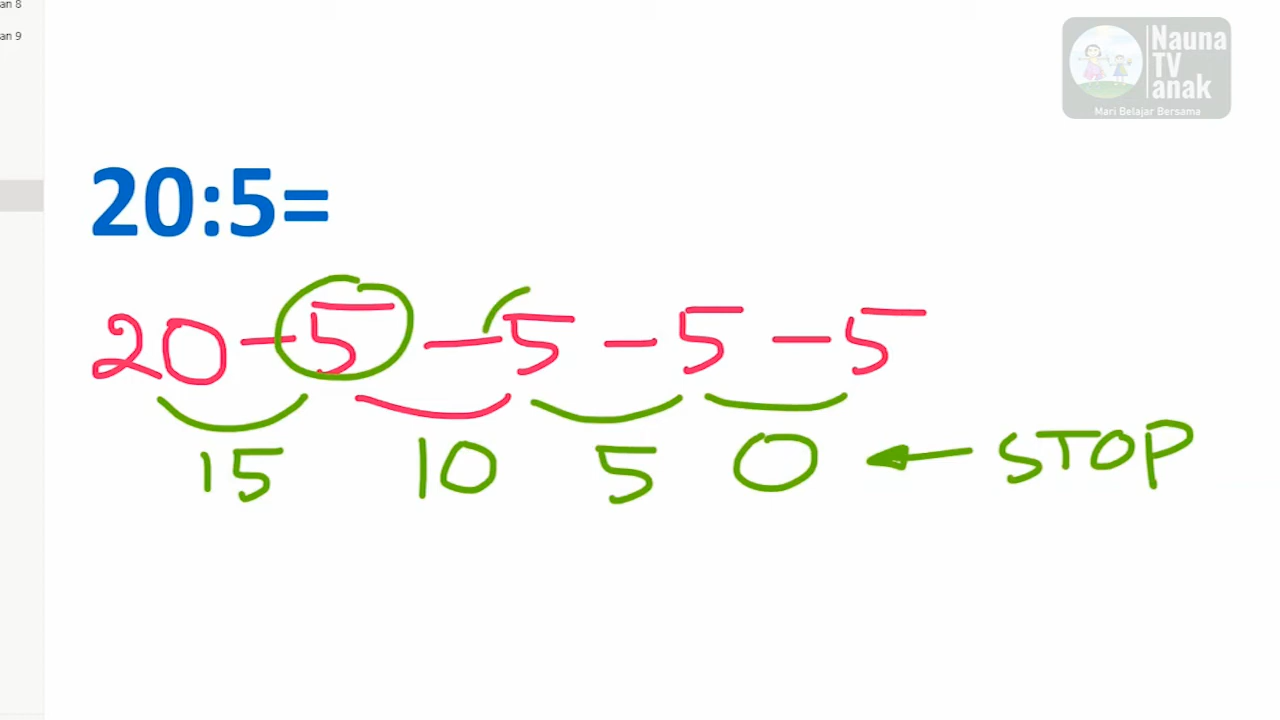 an 8
an 9
Nauna
TV
anak
Mari Belajar Bersama
20:5=
20-5-5-5-5
15 10 5 0 ← STOP